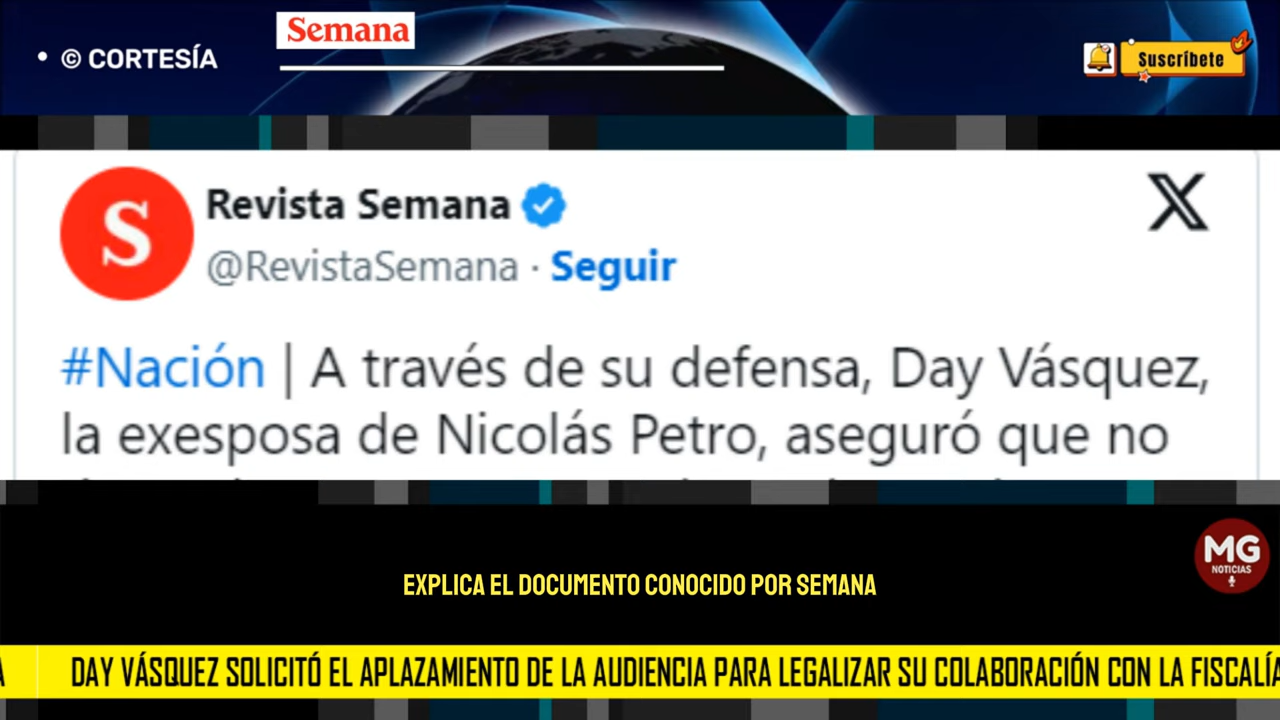 • © CORTESÍA
Semana
Suscríbete
S
Revista Semana
X
@RevistaSemana · Seguir
#Nación | A través de su defensa, Day Vásquez,
la exesposa de Nicolás Petro, aseguró que no
MG
NOTICIAS
EXPLICA EL DOCUMENTO CONOCIDO POR SEMANA
A DAY VÁSQUEZ SOLICITÓ EL APLAZAMIENTO DE LA AUDIENCIA PARA LEGALIZAR SU COLABORACIÓN CON LA FISCALÍA